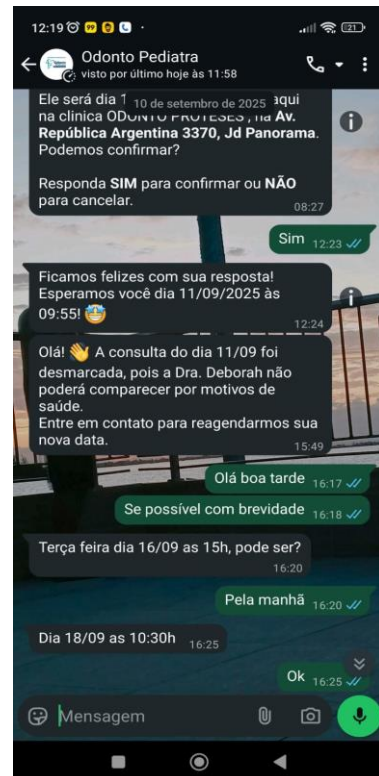 12:19
99
21
Odonto Pediatra
visto por último hoje às 11:58
Ele será dia 1
10 de setembro de 2025
aqui
na clinica ODONTO PROTESES , na Av.
República Argentina 3370, Jd Panorama.
Podemos confirmar?
Responda SIM para confirmar ou NÃO
para cancelar.
08:27
Sim 12:23
Ficamos felizes com sua resposta!
Esperamos você dia 11/09/2025 às
09:55!
12:24
Olá! A consulta do dia 11/09 foi
desmarcada, pois a Dra. Deborah não
poderá comparecer por motivos de
saúde.
Entre em contato para reagendarmos sua
nova data.
15:49
Olá boa tarde 16:17
Se possível com brevidade 16:18
Terça feira dia 16/09 as 15h, pode ser?
16:20
Pela manhã 16:20
Dia 18/09 as 10:30h 16:25
Ok 16:25
Mensagem